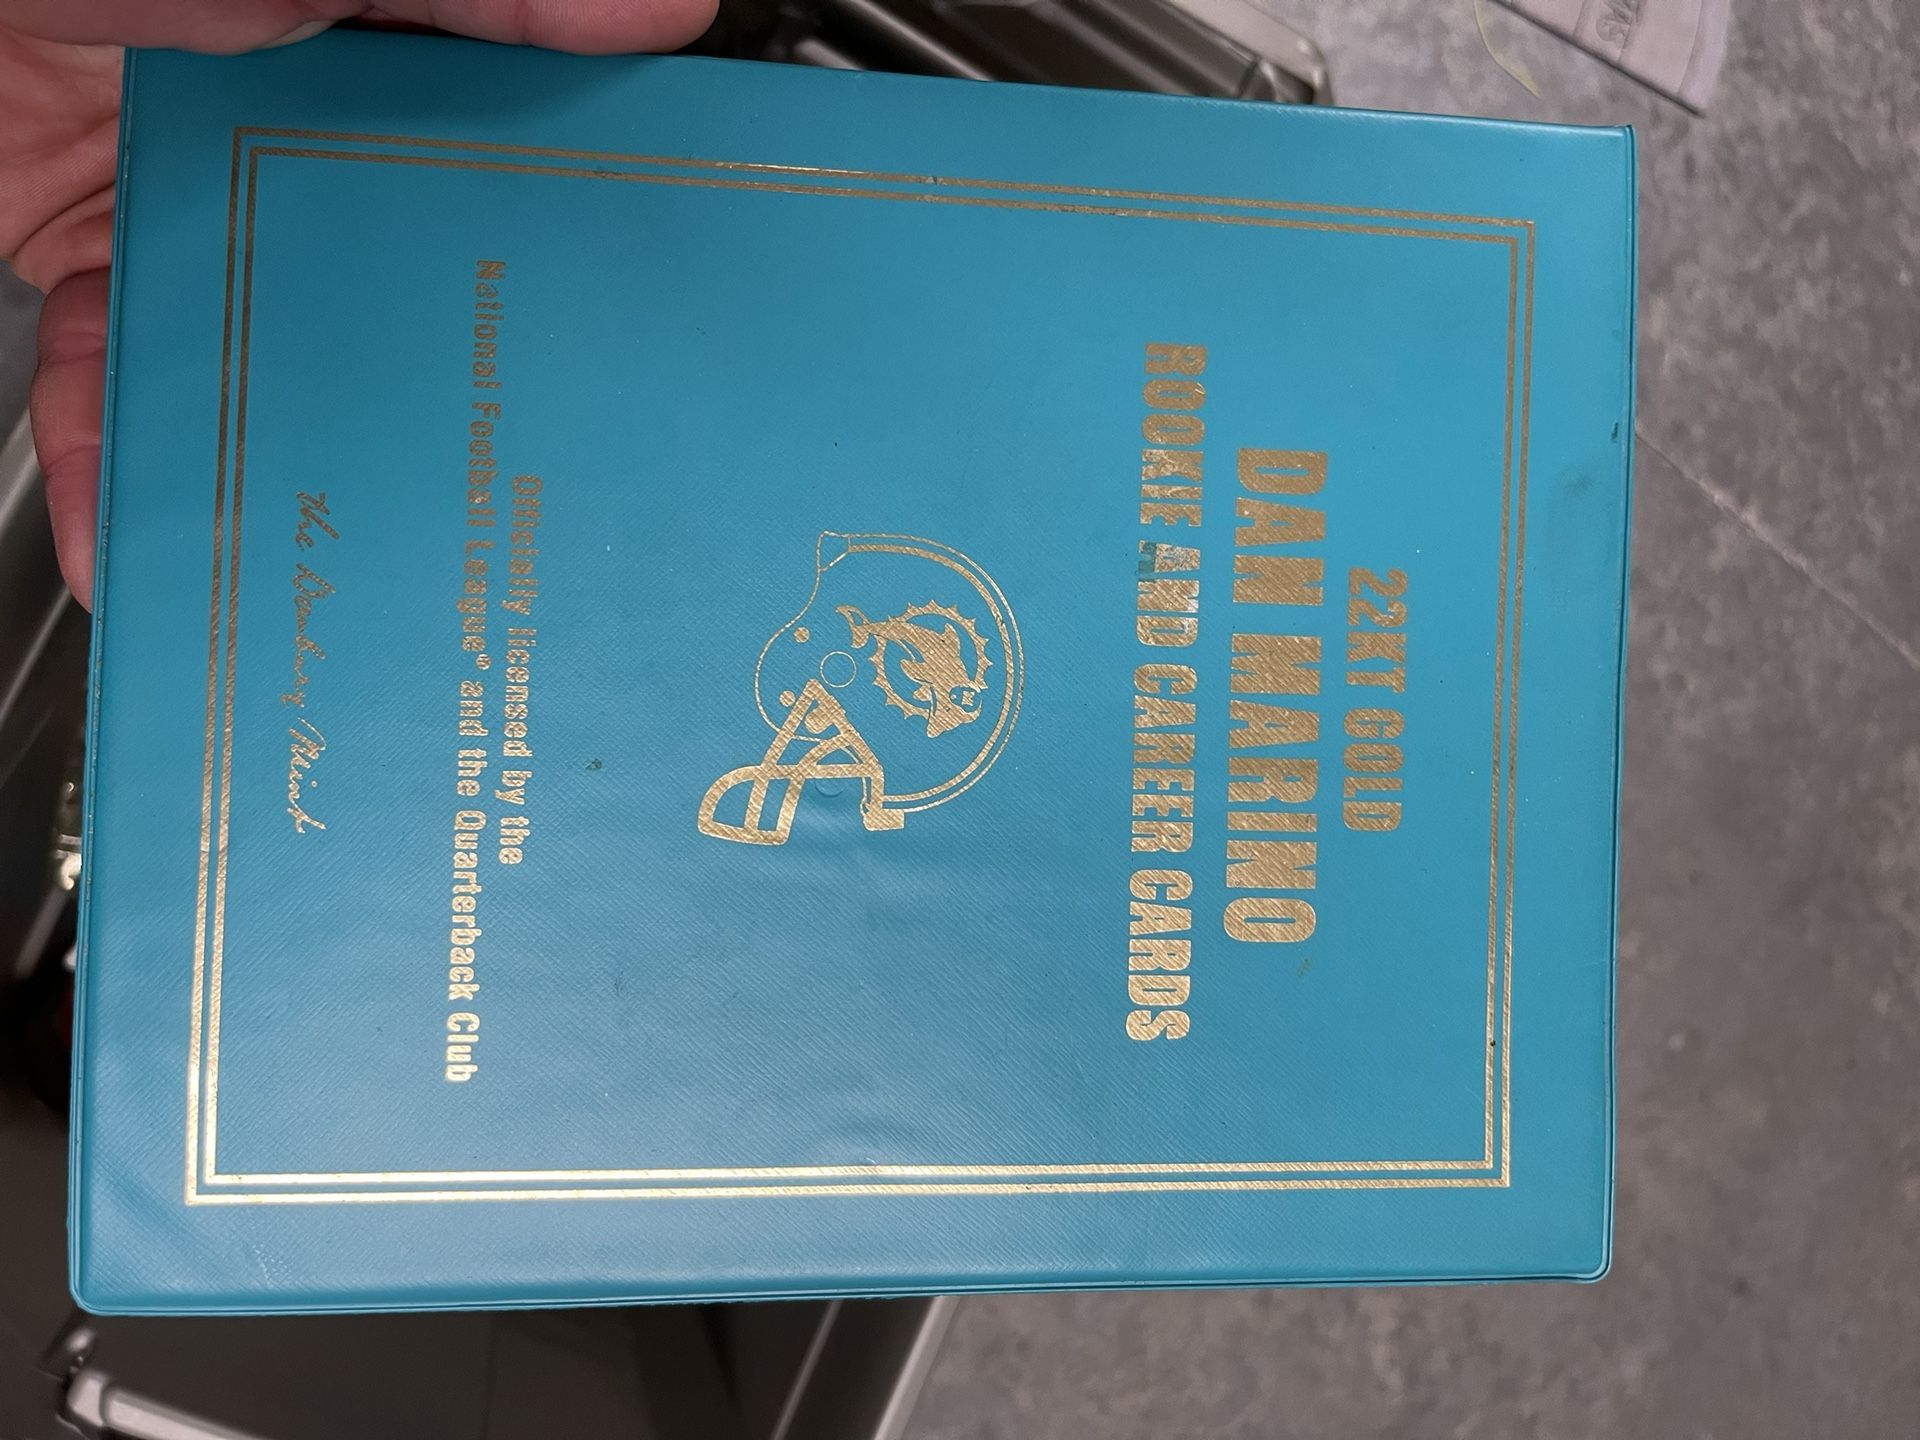 22KT GOLD
DAN MARINO
ROOKIE AND CAREER CARDS
Officially licensed by the
National Football League® and the Quarterback Club
The Danbury Mint